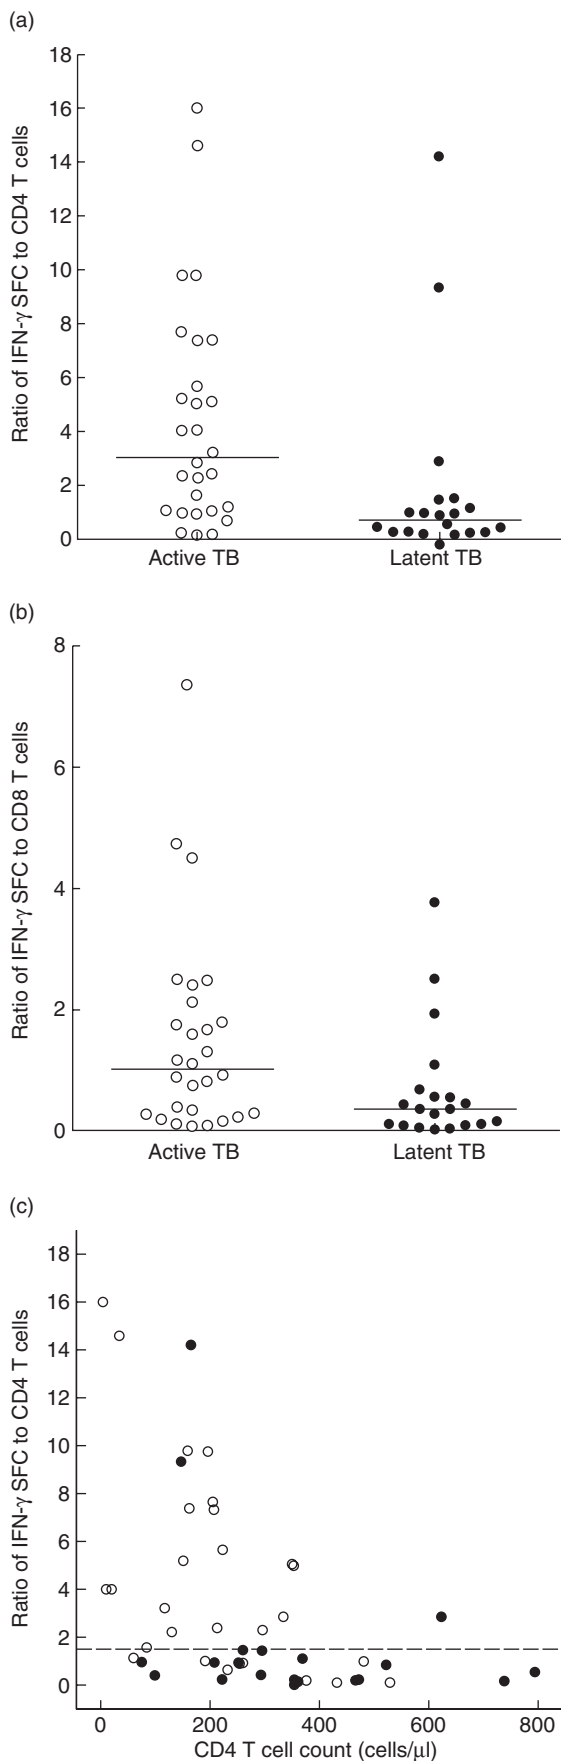 (a)
Ratio of IFN-γ SFC to CD4 T cells
18
16
14
12
10
8
6
4
2
0
Active TB Latent TB
(b)
Ratio of IFN-γ SFC to CD8 T cells
8
6
4
2
0
Active TB Latent TB
(c)
Ratio of IFN-γ SFC to CD4 T cells
18
16
14
12
10
8
6
4
2
0
0 200 400 600 800
CD4 T cell count (cells/μl)